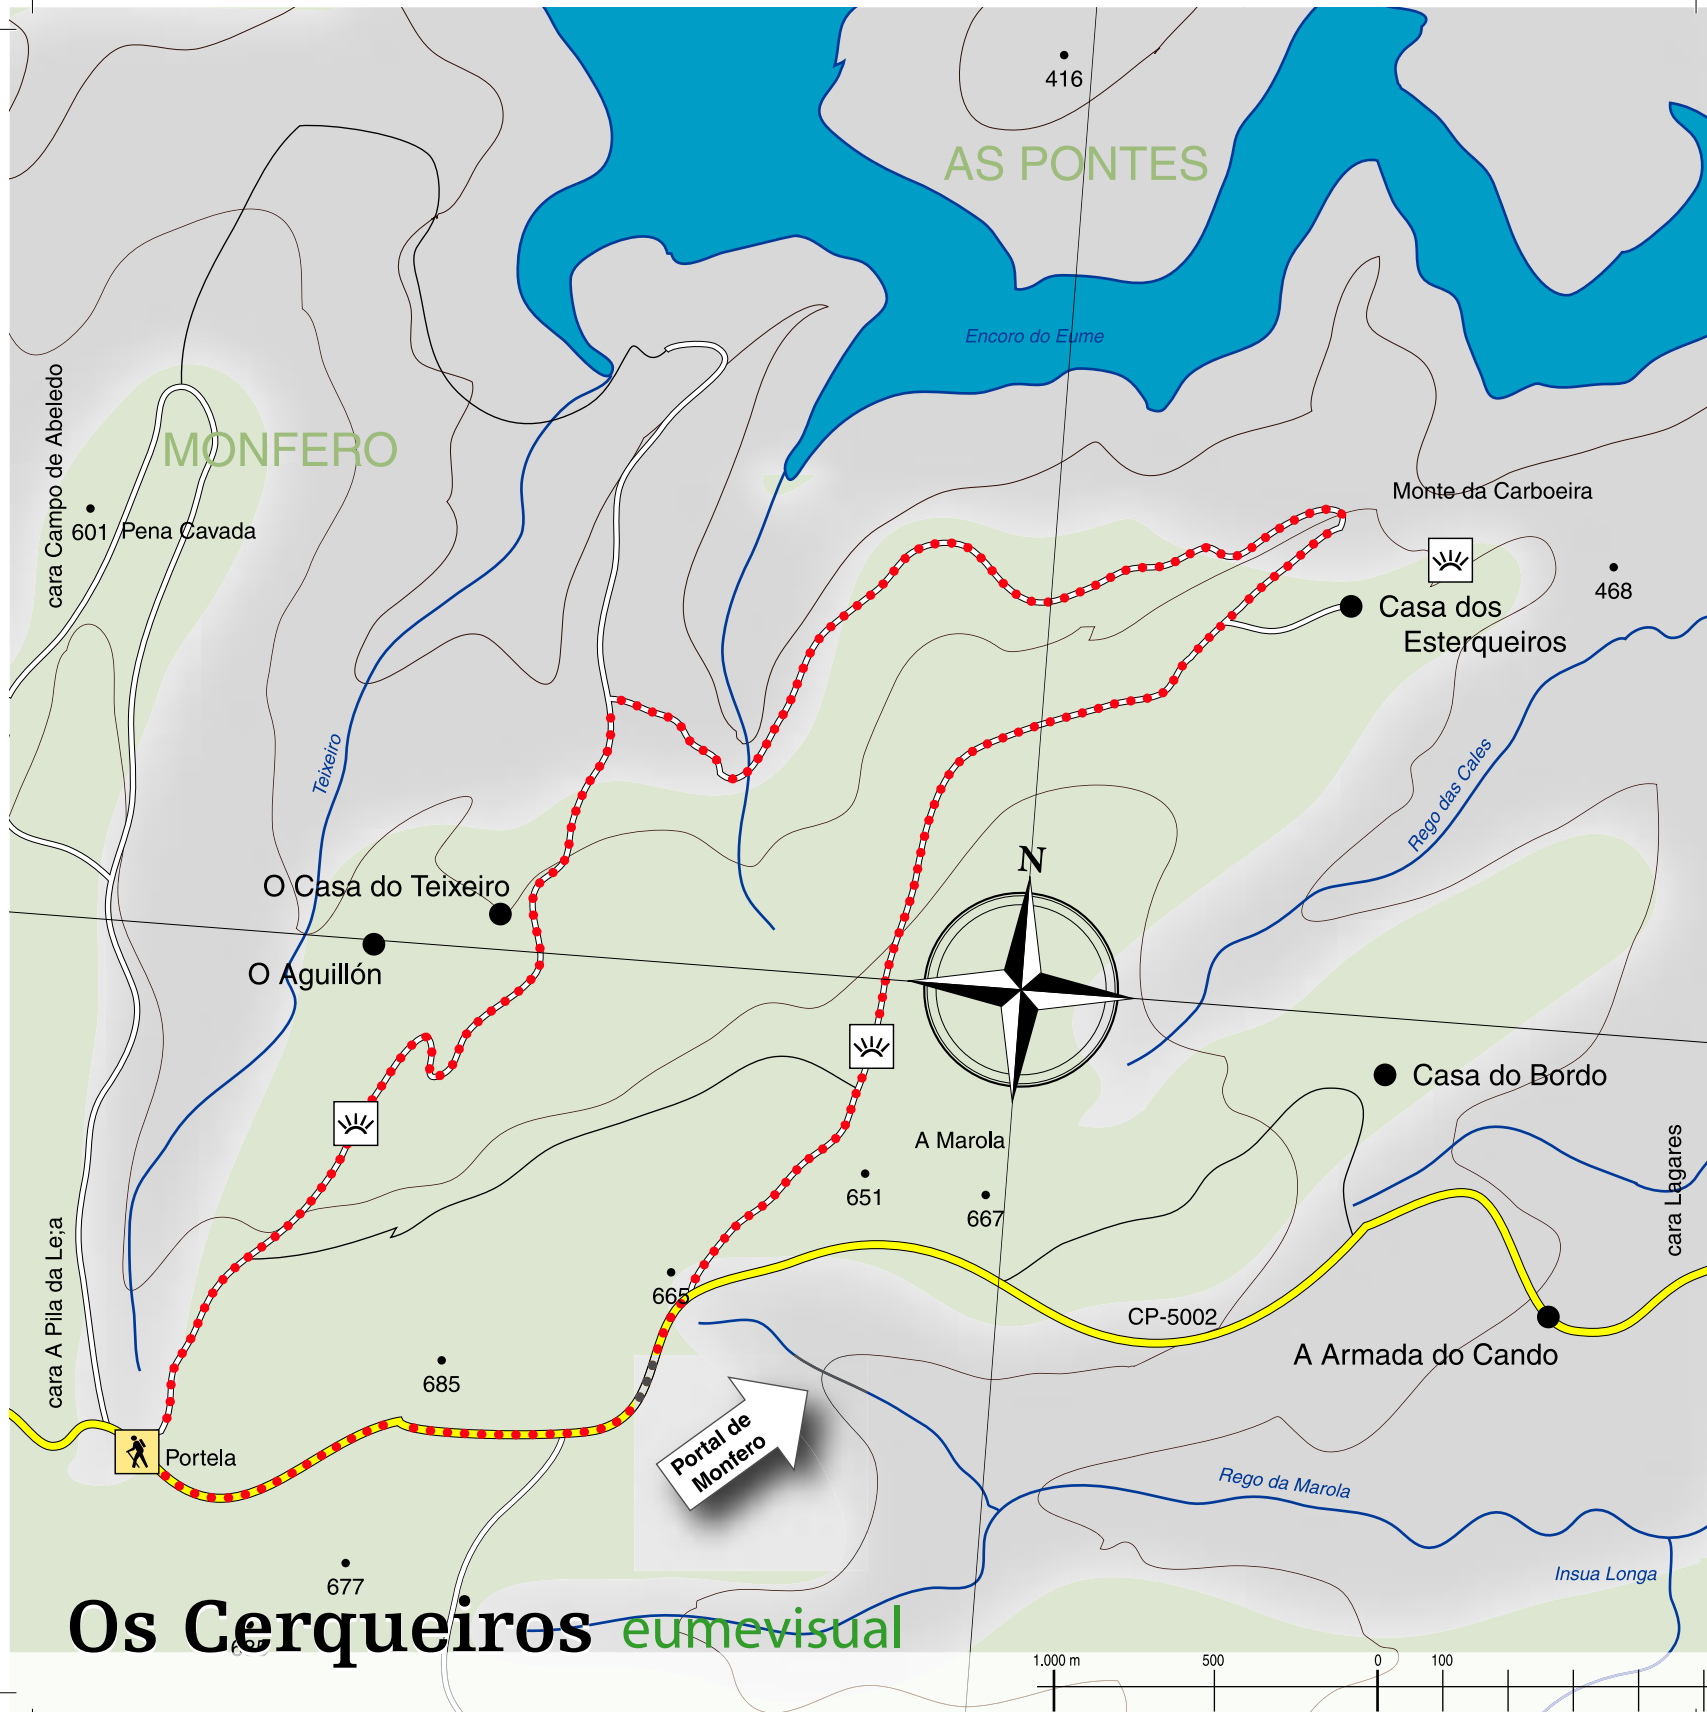 416
AS PONTES
Encoro do Eume
cara Campo de Abeledo
MONFERO
601 Pena Cavada
Monte da Carboeira
468
Casa dos
Esterqueiros
Teixeiro
Rego das Cales
N
O Casa do Teixeiro
O Aguillón
Casa do Bordo
A Marola
651
667
cara Lagares
cara A Pila da Le;a
665
CP-5002
A Armada do Cando
685
Portal de
Monfero
Portela
Rego da Marola
677
Insua Longa
Os Cerqueiros
eumevisual
1.000 m 500 0 100